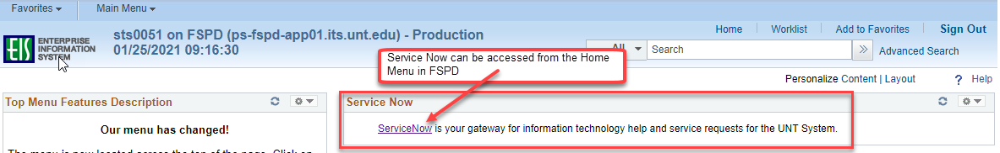 Favorites Main Menu
sts0051 on FSPD (ps-fspd-app01.its.unt.edu) - Production
01/25/2021 09:16:30
EIS ENTERPRISE
INFORMATION
SYSTEM
Home Worklist Add to Favorites Sign Out
All Search Advanced Search
Service Now can be accessed from the Home
Menu in FSPD
Personalize Content | Layout ? Help
Top Menu Features Description
Our menu has changed!
The menu is now located across the top of the page. Click on
Service Now
ServiceNow is your gateway for information technology help and service requests for the UNT System.